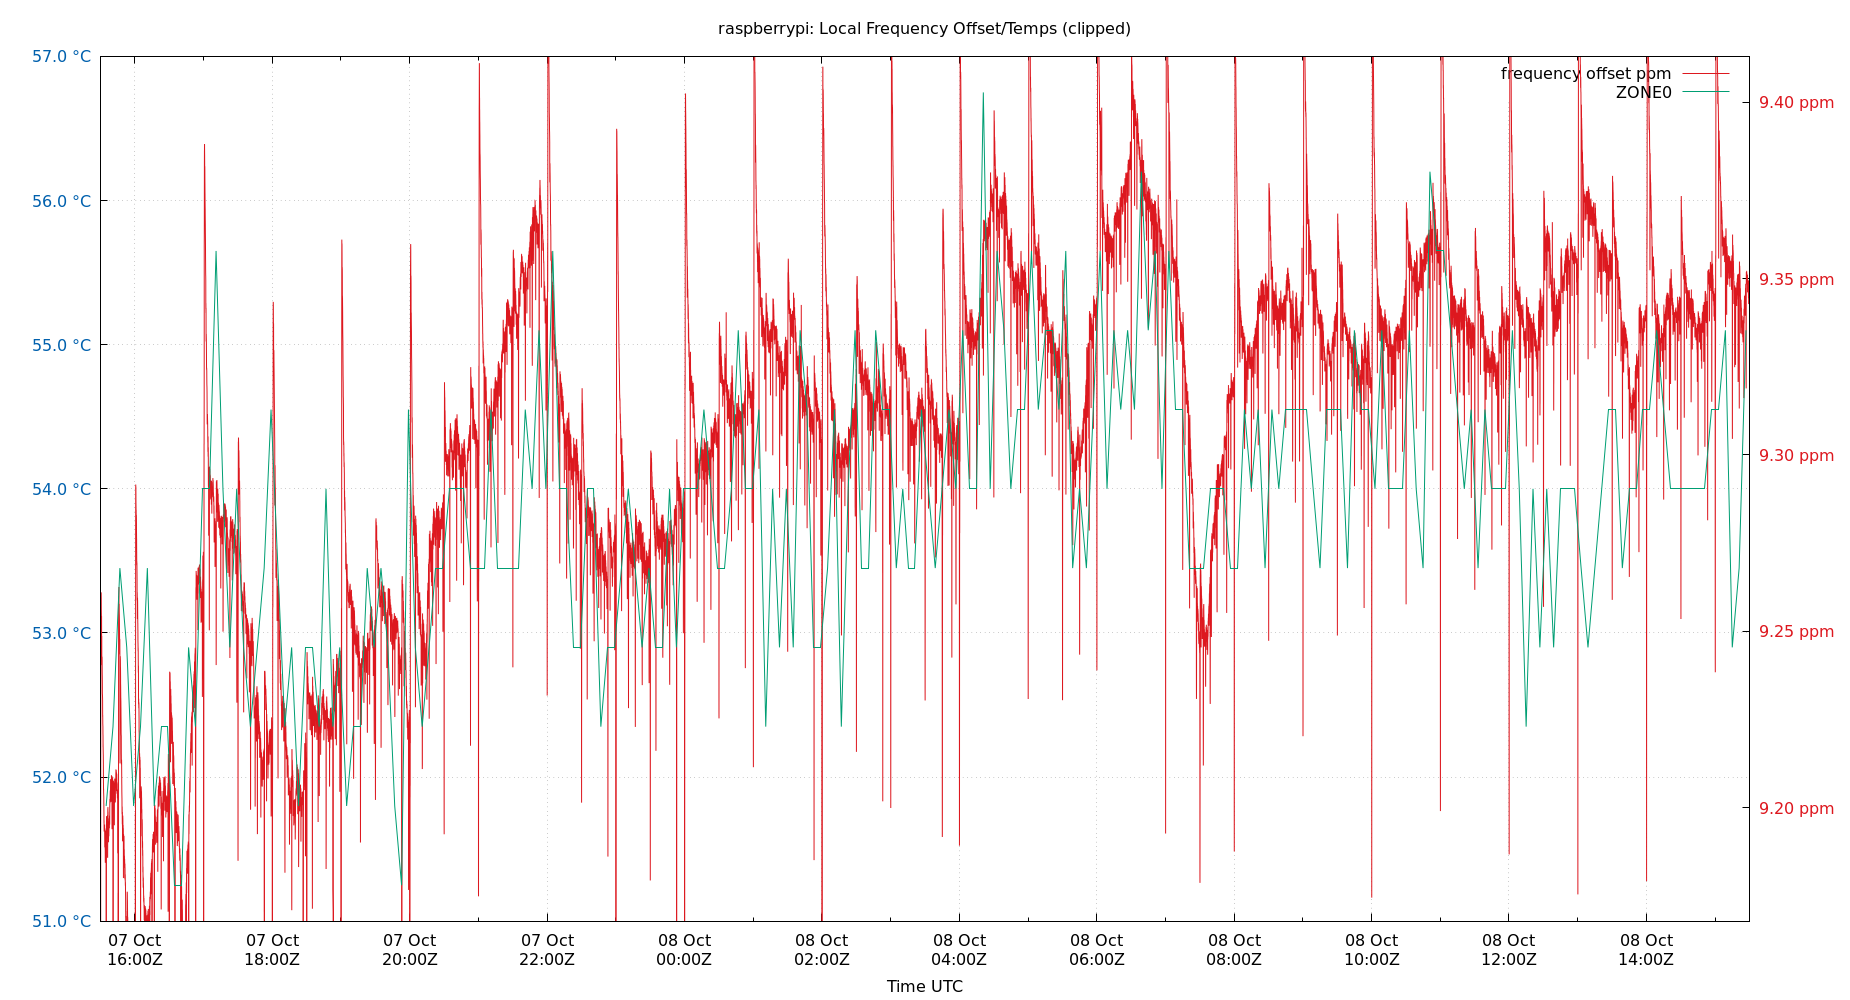 raspberrypi: Local Frequency Offset/Temps (clipped)
57.0 °C
56.0 °C
55.0 °C
54.0 °C
53.0 °C
52.0 °C
51.0 °C
frequency offset ppm
ZONE0
9.40 ppm
9.35 ppm
9.30 ppm
9.25 ppm
9.20 ppm
07 Oct 07 Oct 07 Oct 07 Oct 08 Oct 08 Oct 08 Oct 08 Oct 08 Oct 08 Oct 08 Oct 08 Oct
16:00Z 18:00Z 20:00Z 22:00Z 00:00Z 02:00Z 04:00Z 06:00Z 08:00Z 10:00Z 12:00Z 14:00Z
Time UTC